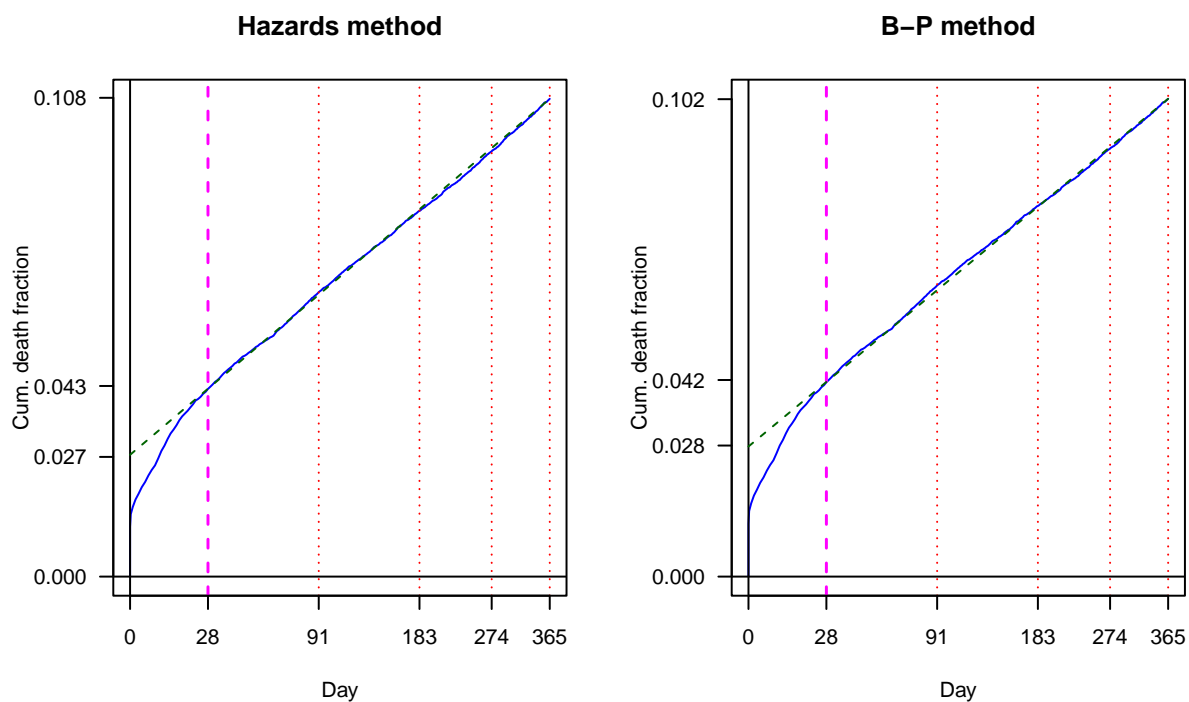 Hazards method
Cum. death fraction
0.108
0.043
0.027
0.000
0 28 91 183 274 365
Day
B–P method
Cum. death fraction
0.102
0.042
0.028
0.000
0 28 91 183 274 365
Day